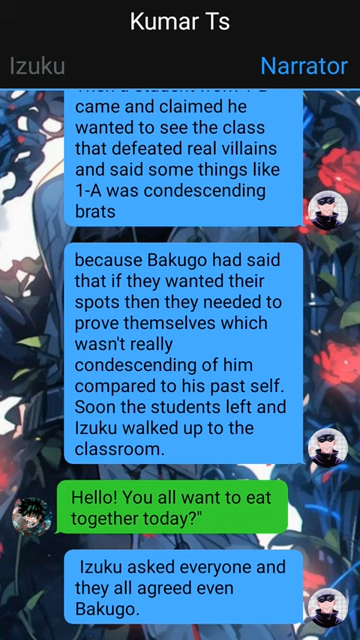 Kumar Ts
Izuku
Narrator
Then a student from 1-B
came and claimed he
wanted to see the class
that defeated real villains
and said some things like
1-A was condescending
brats
because Bakugo had said
that if they wanted their
spots then they needed to
prove themselves which
wasn't really
condescending of him
compared to his past self.
Soon the students left and
Izuku walked up to the
classroom.
Hello! You all want to eat
together today?"
Izuku asked everyone and
they all agreed even
Bakugo.